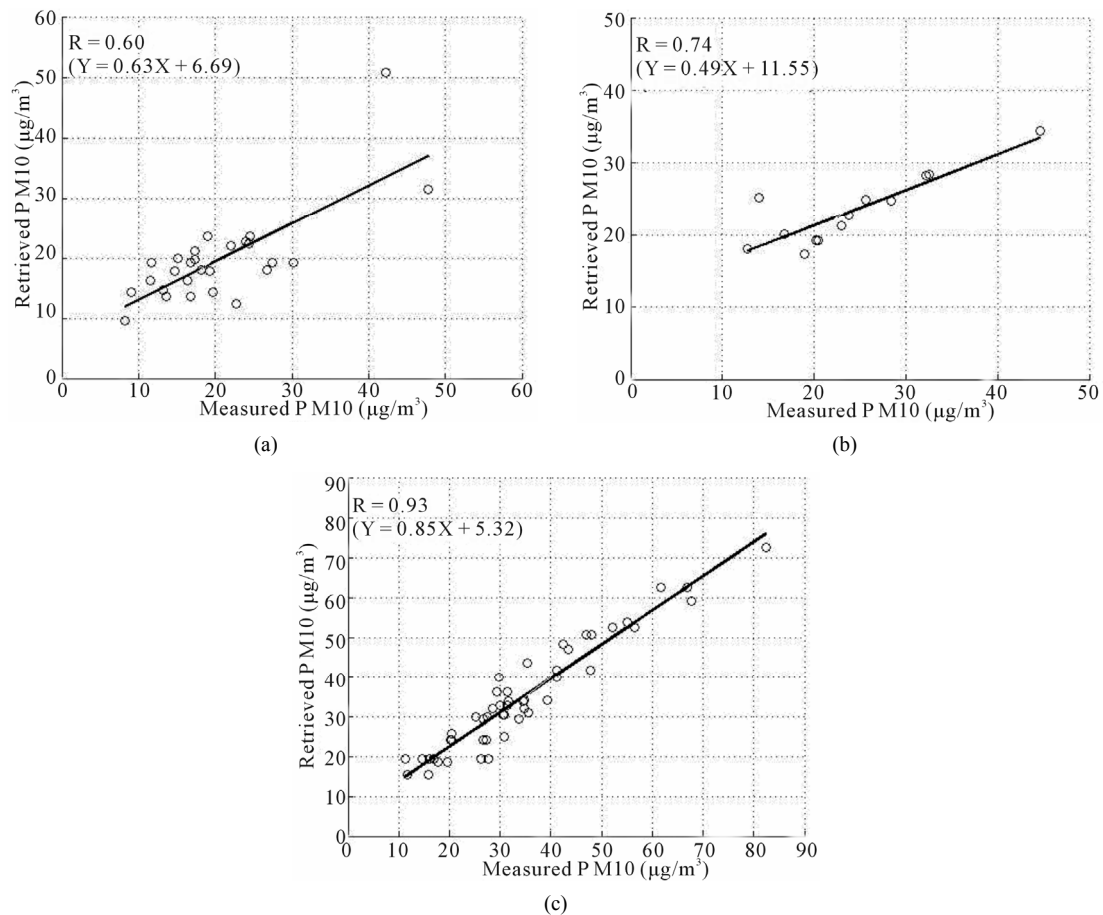 60
50
40
30
20
10
0
R = 0.60
(Y = 0.63X + 6.69)
Retrieved P M10 (μg/m³)
0 10 20 30 40 50 60
Measured P M10 (μg/m³)
(a)
50
40
30
20
10
0
R = 0.74
(Y = 0.49X + 11.55)
Retrieved P M10 (μg/m³)
0 10 20 30 40 50
Measured P M10 (μg/m³)
(b)
90
80
70
60
50
40
30
20
10
0
R = 0.93
(Y = 0.85X + 5.32)
Retrieved P M10 (μg/m³)
0 10 20 30 40 50 60 70 80 90
Measured P M10 (μg/m³)
(c)